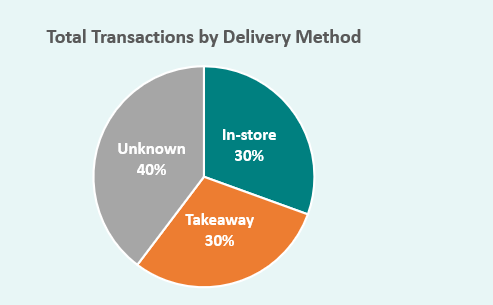 Total Transactions by Delivery Method
In-store
30%
Unknown
40%
Takeaway
30%